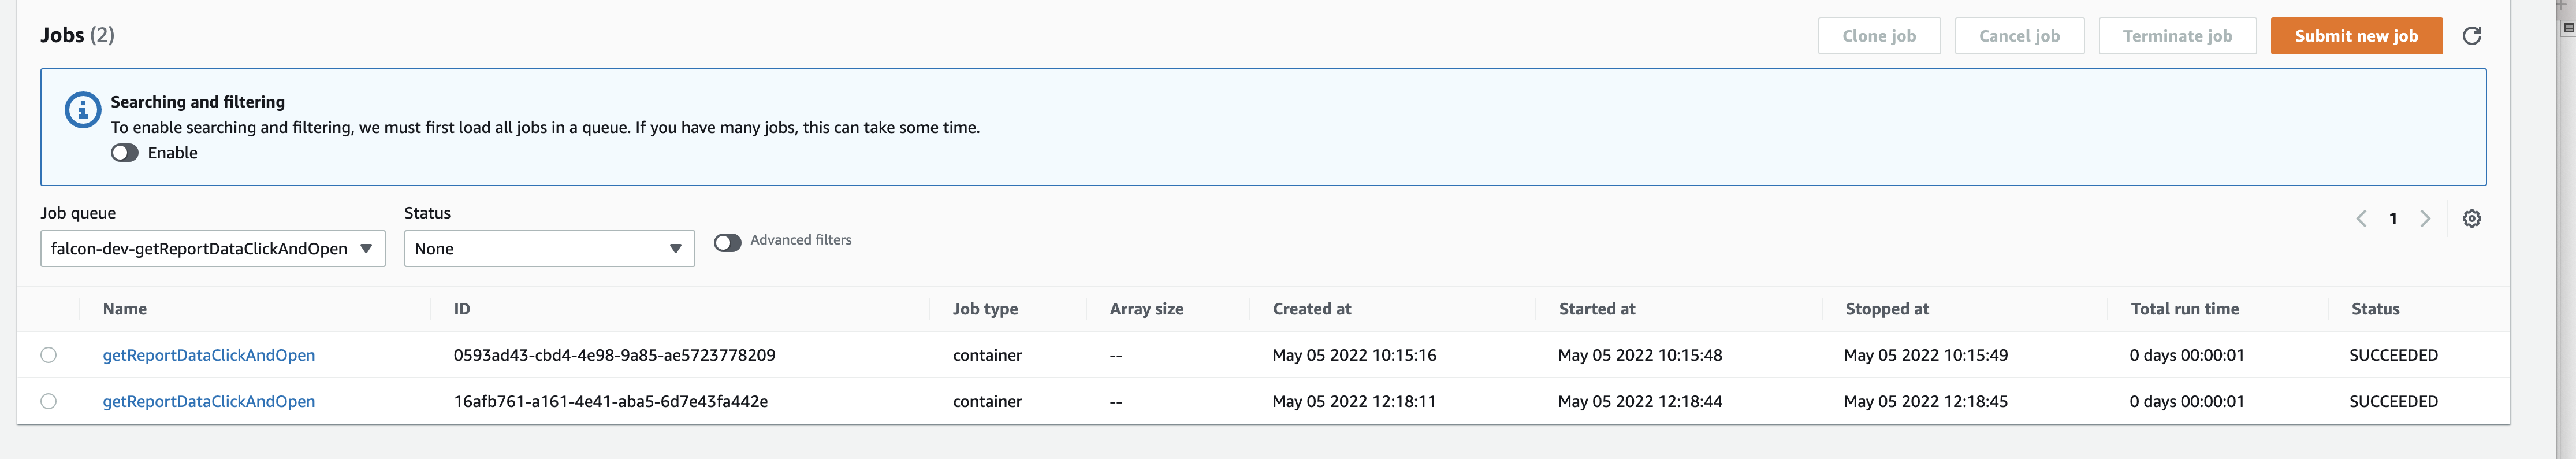 Jobs (2)
Clone job
Cancel job
Terminate job
Submit new job
Searching and filtering
To enable searching and filtering, we must first load all jobs in a queue. If you have many jobs, this can take some time.
Enable
Job queue
Status
falcon-dev-getReportDataClickAndOpen
None
Advanced filters
1
Name ID Job type Array size Created at Started at Stopped at Total run time Status
getReportDataClickAndOpen 0593ad43-cbd4-4e98-9a85-ae5723778209 container -- May 05 2022 10:15:16 May 05 2022 10:15:48 May 05 2022 10:15:49 0 days 00:00:01 SUCCEEDED
getReportDataClickAndOpen 16afb761-a161-4e41-aba5-6d7e43fa442e container -- May 05 2022 12:18:11 May 05 2022 12:18:44 May 05 2022 12:18:45 0 days 00:00:01 SUCCEEDED